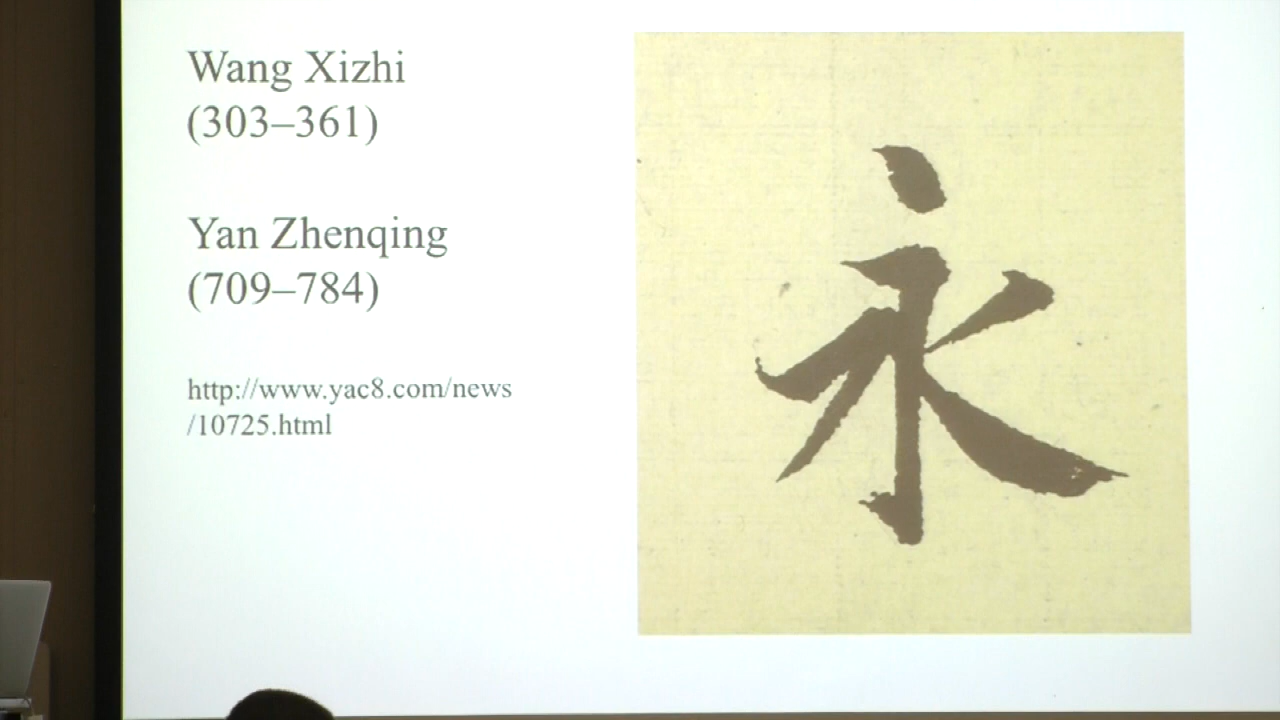 Wang Xizhi
(303–361)
Yan Zhenqing
(709–784)
http://www.yac8.com/news
/10725.html
永